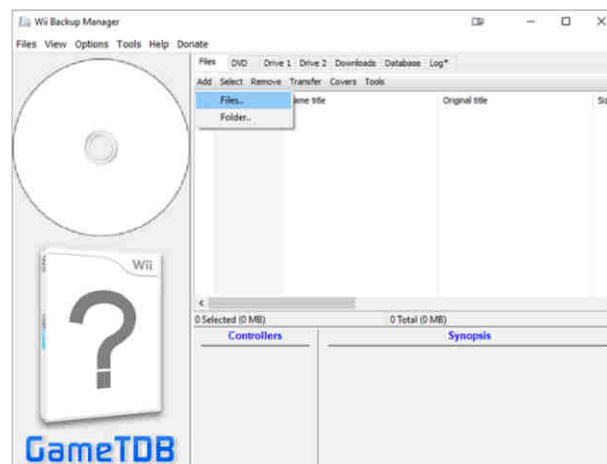 Wii Backup Manager
Files View Options Tools Help Donate
Files DVD Drive 1 Drive 2 Downloads Database Log*
Add Select Remove Transfer Covers Tools
Files..
ame title
Original title
Folder..
Wii
?
0 Selected (0 MB)
0 Total (0 MB)
Controllers
Synopsis
GameTDB